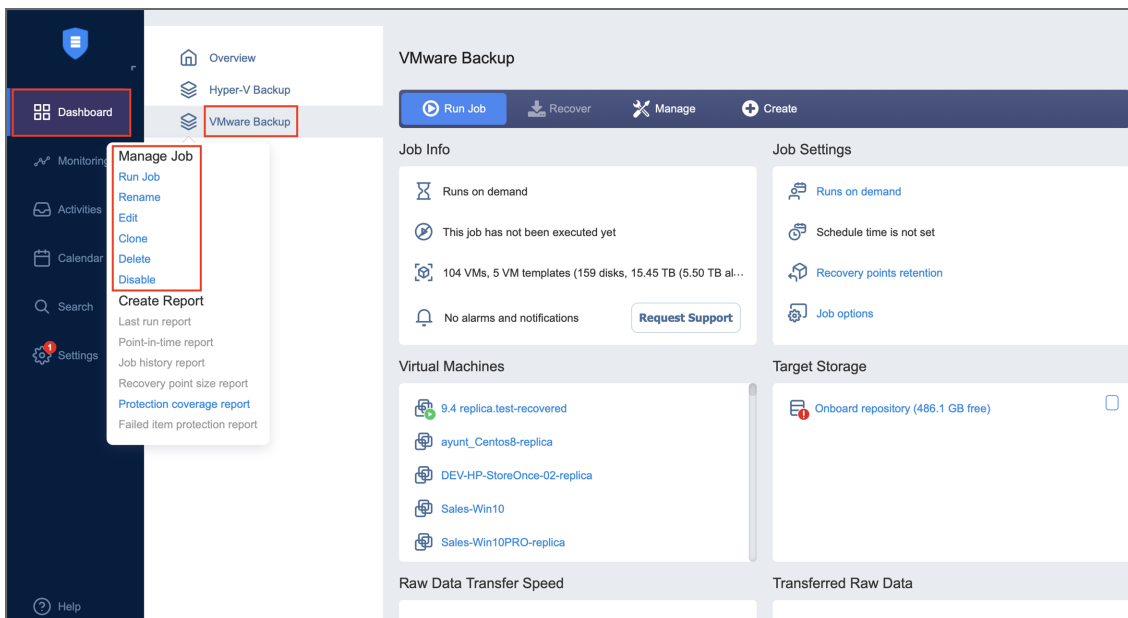 Dashboard
Monitoring
Activities
Calendar
Search
1
Settings
Help
Overview
Hyper-V Backup
VMware Backup
Manage Job
Run Job
Rename
Edit
Clone
Delete
Disable
Create Report
Last run report
Point-in-time report
Job history report
Recovery point size report
Protection coverage report
Failed item protection report
VMware Backup
Run Job
Recover
Manage
Create
Job Info
Runs on demand
This job has not been executed yet
104 VMs, 5 VM templates (159 disks, 15.45 TB (5.50 TB al...
No alarms and notifications
Request Support
Job Settings
Runs on demand
Schedule time is not set
Recovery points retention
Job options
Virtual Machines
9.4 replica.test-recovered
ayunt_Centos8-replica
DEV-HP-StoreOnce-02-replica
Sales-Win10
Sales-Win10PRO-replica
Target Storage
Onboard repository (486.1 GB free)
Raw Data Transfer Speed
Transferred Raw Data